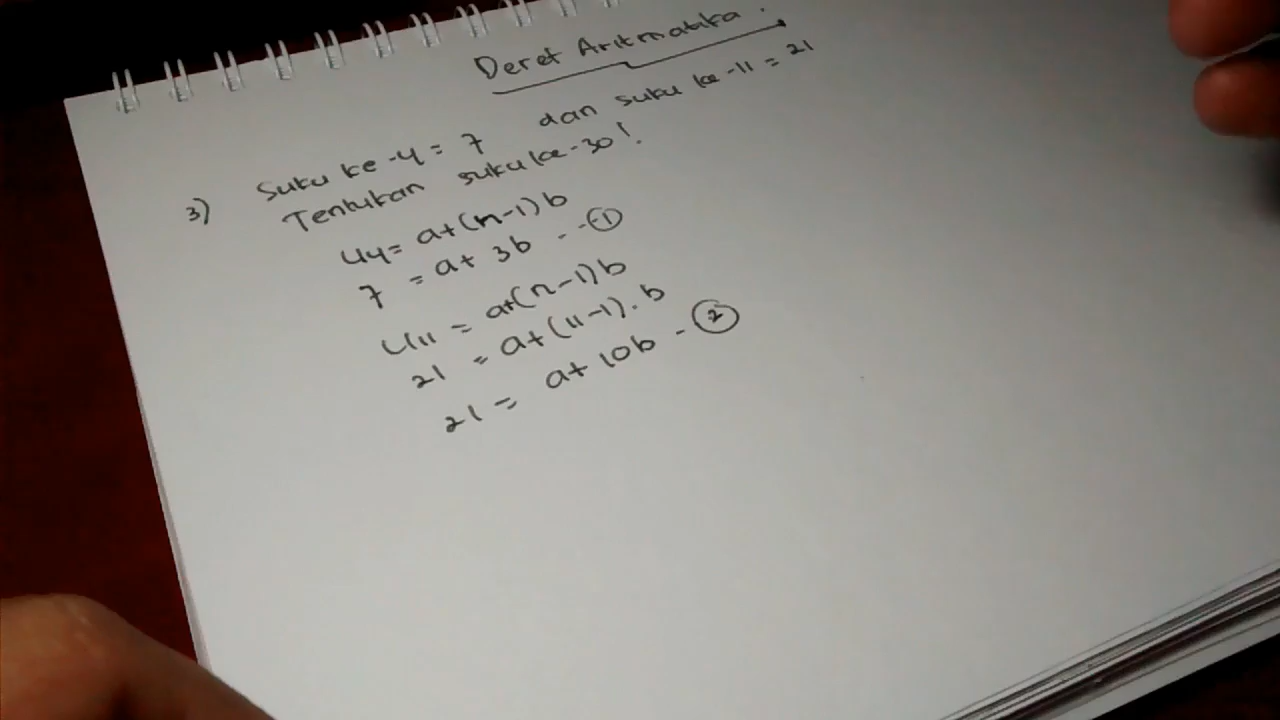 Deret Aritmatika.
3) Suku ke-4 = 7 dan suku ke-11 = 21
Tentukan suku ke-30!
U4 = a+(n-1)b
7 = a+ 3b --①
U11 = a+(n-1)b
21 = a+(11-1).b
21 = a+ 10b -②